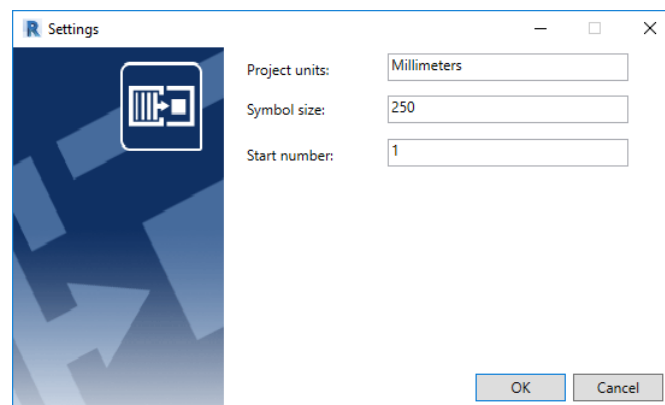 Settings
Project units: Millimeters
Symbol size: 250
Start number: 1
OK Cancel